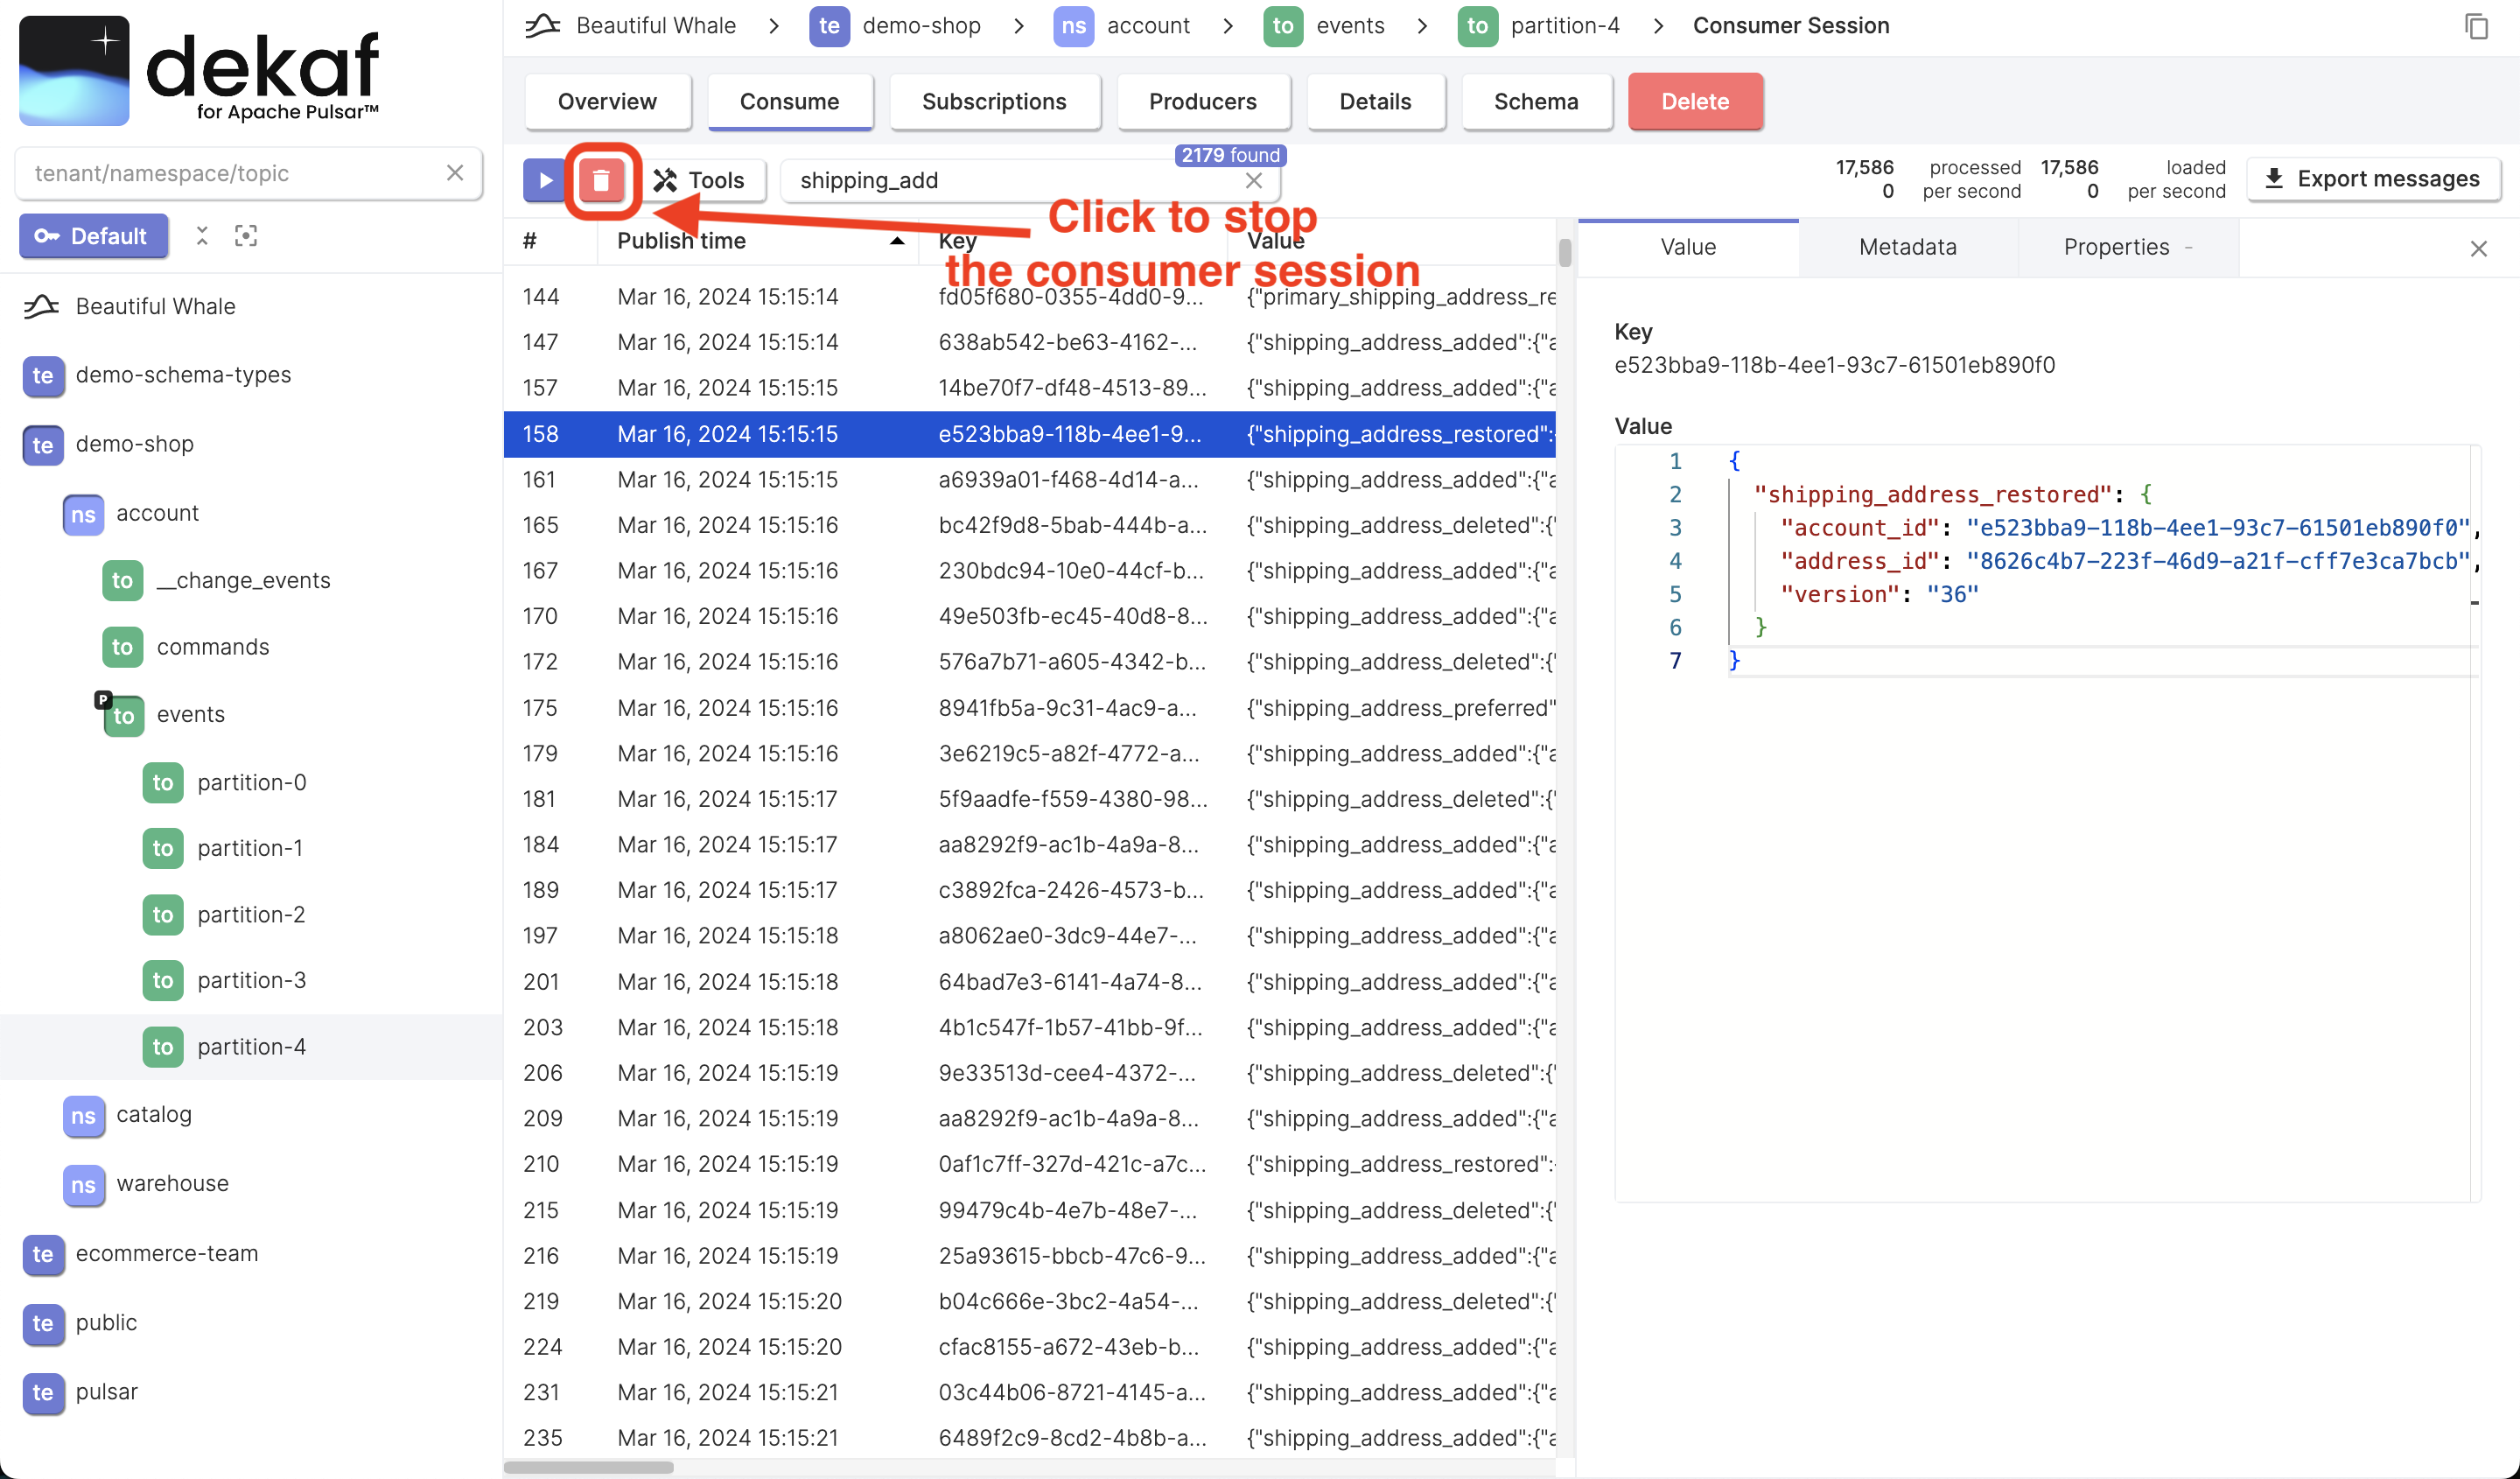 dekaf
for Apache Pulsar™
tenant/namespace/topic
Default
Beautiful Whale
te demo-schema-types
te demo-shop
ns account
to __change_events
to commands
P to events
to partition-0
to partition-1
to partition-2
to partition-3
to partition-4
ns catalog
ns warehouse
te ecommerce-team
te public
te pulsar
Beautiful Whale > te demo-shop > ns account > to events > to partition-4 > Consumer Session
Overview Consume Subscriptions Producers Details Schema Delete
Tools shipping_add 2179 found
17,586 processed 17,586 loaded
0 per second 0 per second
Export messages
Click to stop
the consumer session
# Publish time Key Value
144 Mar 16, 2024 15:15:14 fd05f680-0355-4dd0-9... {"primary_shipping_address_re
147 Mar 16, 2024 15:15:14 638ab542-be63-4162-... {"shipping_address_added":{"a
157 Mar 16, 2024 15:15:15 14be70f7-df48-4513-89... {"shipping_address_added":{"a
158 Mar 16, 2024 15:15:15 e523bba9-118b-4ee1-9... {"shipping_address_restored":
161 Mar 16, 2024 15:15:15 a6939a01-f468-4d14-a... {"shipping_address_added":{"a
165 Mar 16, 2024 15:15:16 bc42f9d8-5bab-444b-a... {"shipping_address_deleted":{"
167 Mar 16, 2024 15:15:16 230bdc94-10e0-44cf-b... {"shipping_address_added":{"a
170 Mar 16, 2024 15:15:16 49e503fb-ec45-40d8-8... {"shipping_address_added":{"a
172 Mar 16, 2024 15:15:16 576a7b71-a605-4342-b... {"shipping_address_deleted":{"
175 Mar 16, 2024 15:15:16 8941fb5a-9c31-4ac9-a... {"shipping_address_preferred"
179 Mar 16, 2024 15:15:16 3e6219c5-a82f-4772-a... {"shipping_address_added":{"a
181 Mar 16, 2024 15:15:17 5f9aadfe-f559-4380-98... {"shipping_address_deleted":{"
184 Mar 16, 2024 15:15:17 aa8292f9-ac1b-4a9a-8... {"shipping_address_added":{"a
189 Mar 16, 2024 15:15:17 c3892fca-2426-4573-b... {"shipping_address_added":{"a
197 Mar 16, 2024 15:15:18 a8062ae0-3dc9-44e7-... {"shipping_address_added":{"a
201 Mar 16, 2024 15:15:18 64bad7e3-6141-4a74-8... {"shipping_address_added":{"a
203 Mar 16, 2024 15:15:18 4b1c547f-1b57-41bb-9f... {"shipping_address_added":{"a
206 Mar 16, 2024 15:15:19 9e33513d-cee4-4372-... {"shipping_address_deleted":{"
209 Mar 16, 2024 15:15:19 aa8292f9-ac1b-4a9a-8... {"shipping_address_added":{"a
210 Mar 16, 2024 15:15:19 0af1c7ff-327d-421c-a7c... {"shipping_address_restored":
215 Mar 16, 2024 15:15:19 99479c4b-4e7b-48e7-... {"shipping_address_deleted":{"
216 Mar 16, 2024 15:15:19 25a93615-bbcb-47c6-9... {"shipping_address_added":{"a
219 Mar 16, 2024 15:15:20 b04c666e-3bc2-4a54-... {"shipping_address_deleted":{"
224 Mar 16, 2024 15:15:20 cfac8155-a672-43eb-b... {"shipping_address_added":{"a
231 Mar 16, 2024 15:15:21 03c44b06-8721-4145-a... {"shipping_address_added":{"a
235 Mar 16, 2024 15:15:21 6489f2c9-8cd2-4b8b-a... {"shipping_address_added":{"a
Value Metadata Properties -
Key
e523bba9-118b-4ee1-93c7-61501eb890f0
Value
1 {
2 "shipping_address_restored": {
3 "account_id": "e523bba9-118b-4ee1-93c7-61501eb890f0",
4 "address_id": "8626c4b7-223f-46d9-a21f-cff7e3ca7bcb",
5 "version": "36"
6 }
7 }